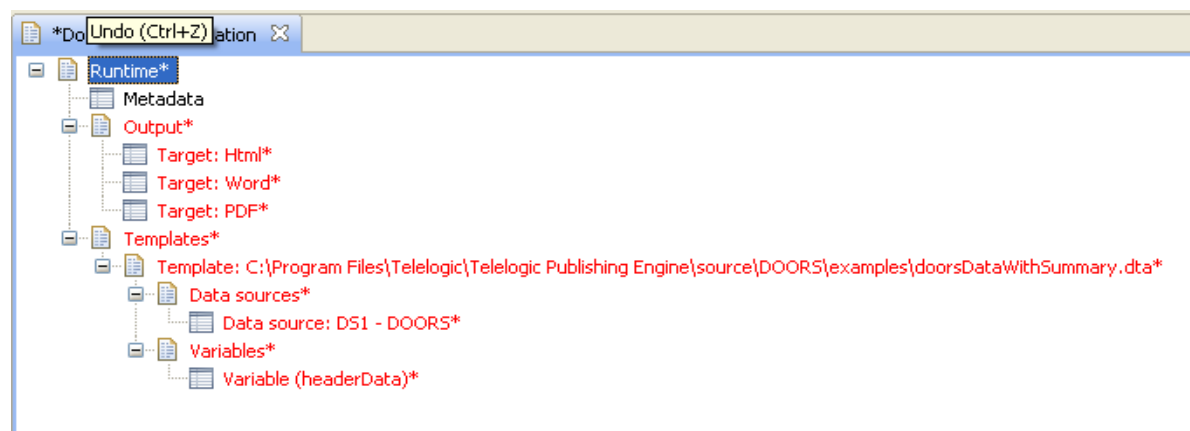 *Do Undo (Ctrl+Z) ation
Runtime*
Metadata
Output*
Target: Html*
Target: Word*
Target: PDF*
Templates*
Template: C:\Program Files\Telelogic\Telelogic Publishing Engine\source\DOORS\examples\doorsDataWithSummary.dta*
Data sources*
Data source: DS1 - DOORS*
Variables*
Variable (headerData)*